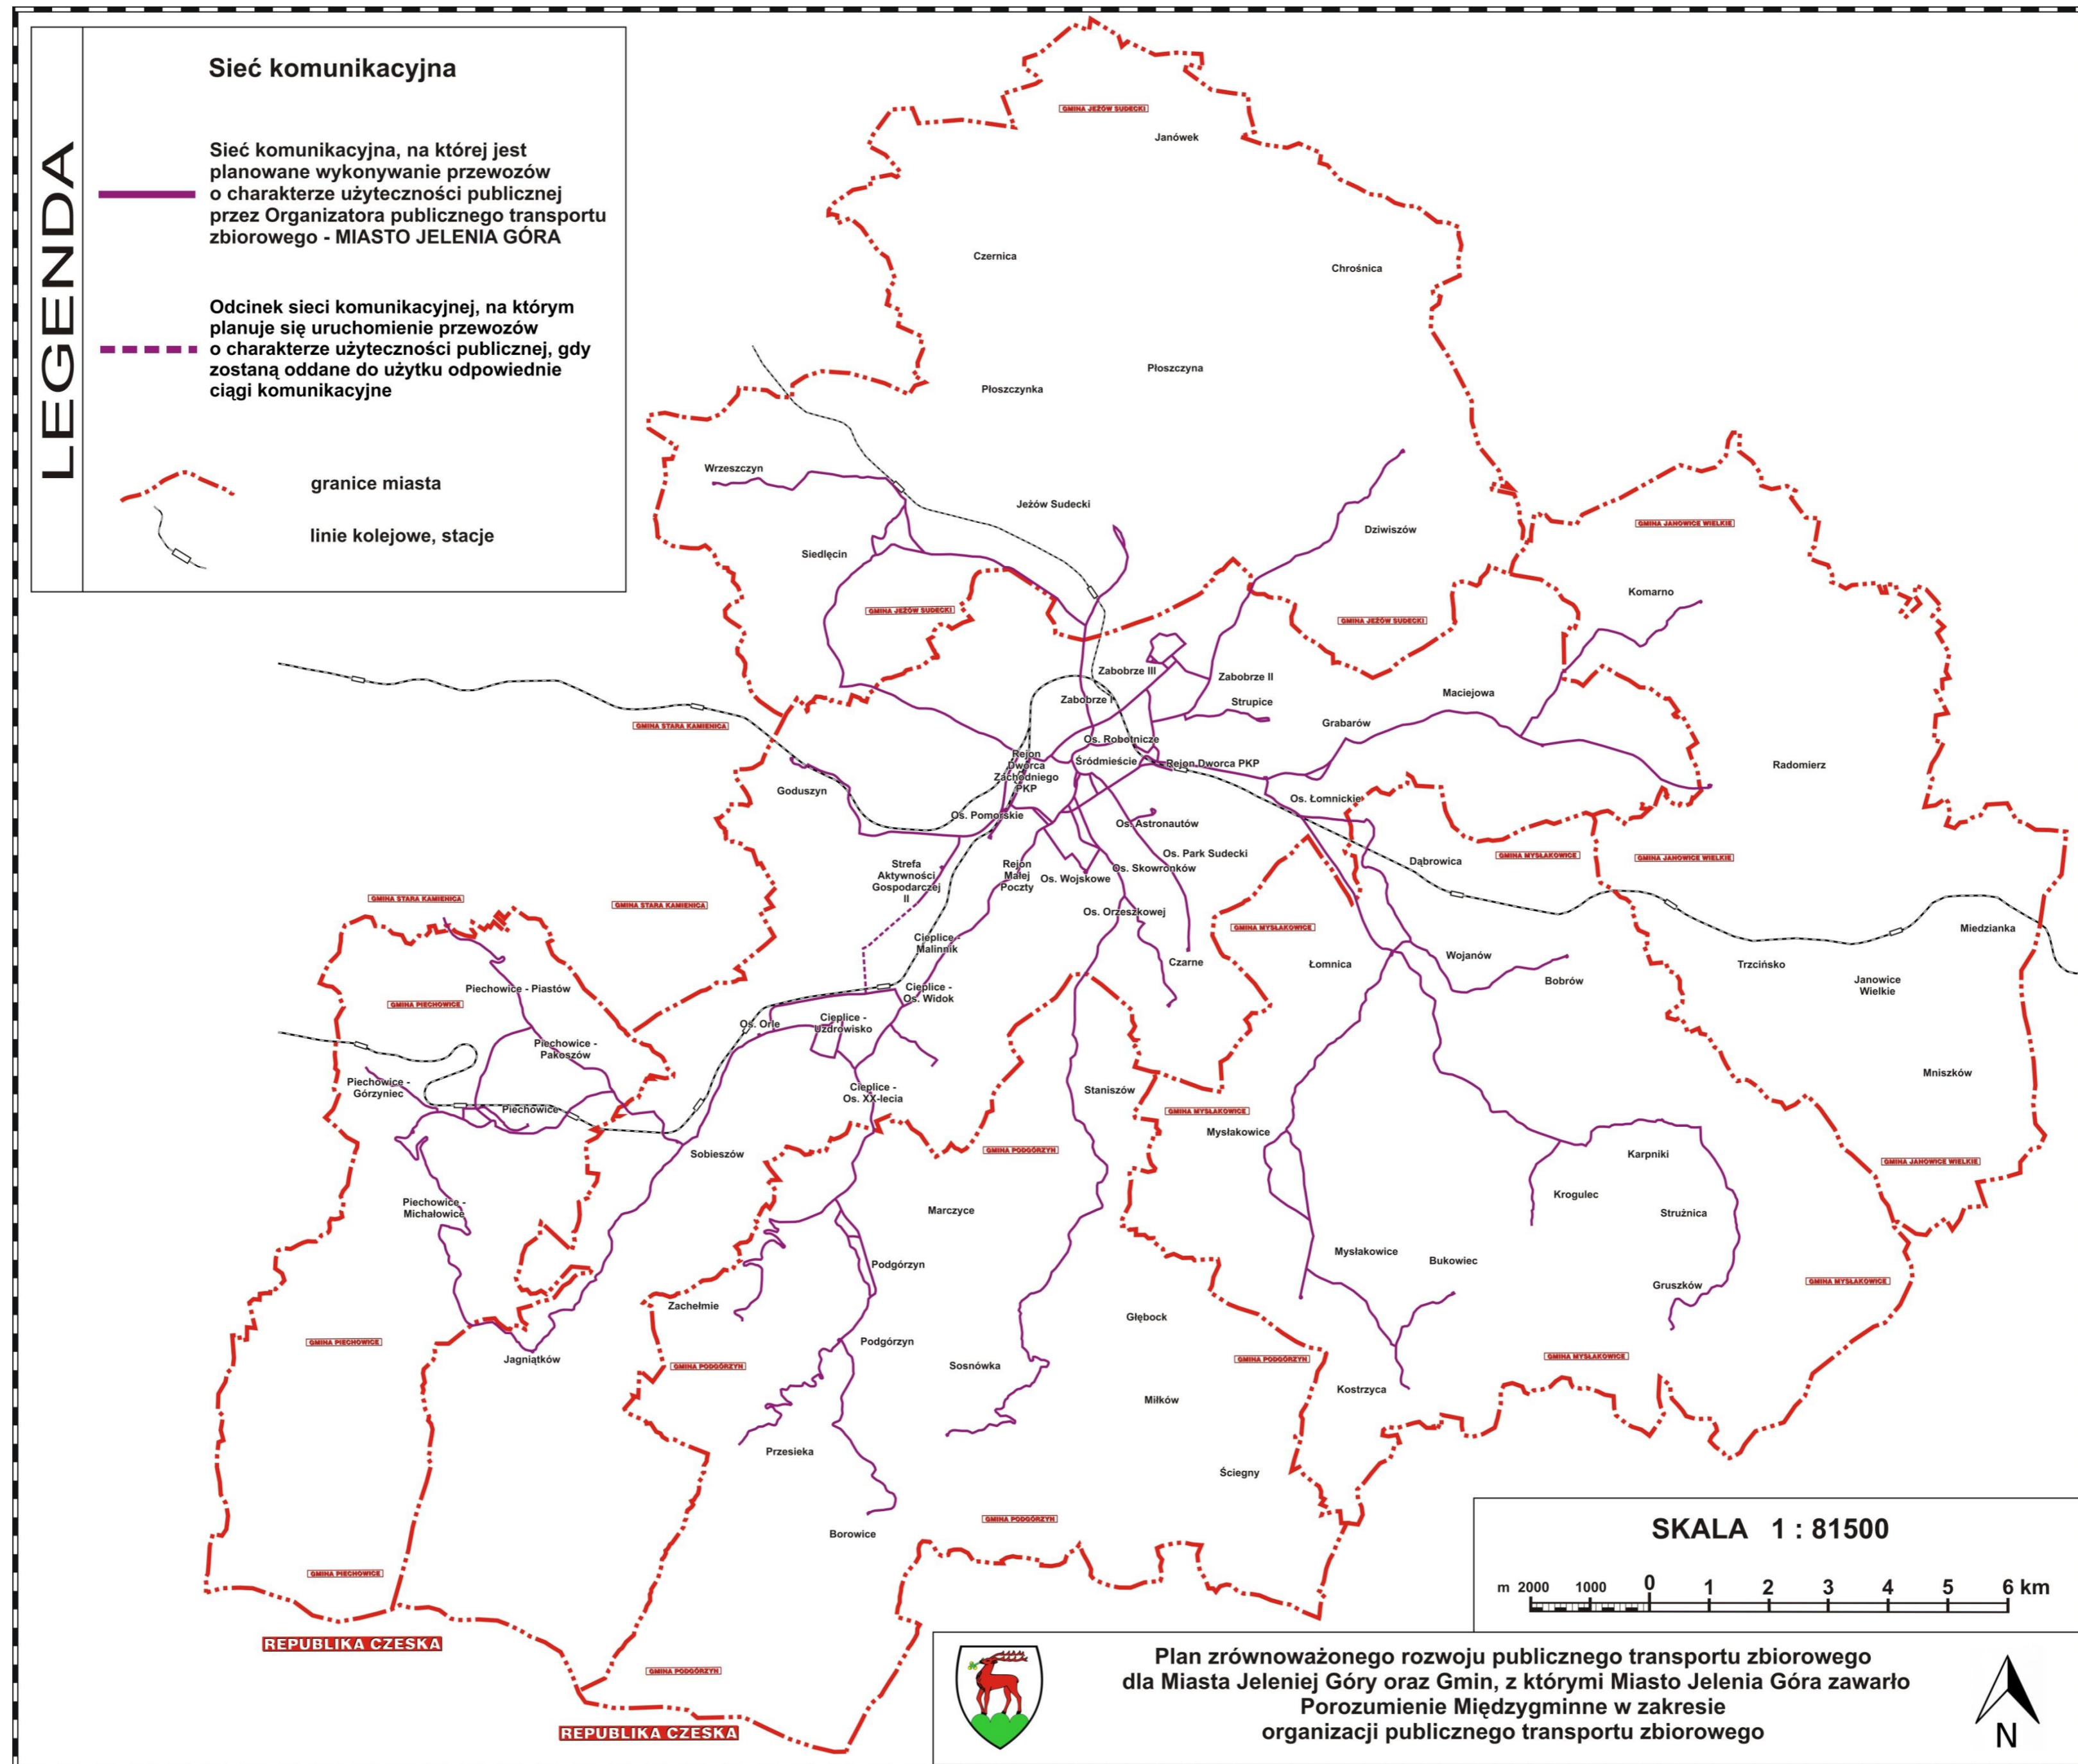 LEGENDA
Sieć komunikacyjna
Sieć komunikacyjna, na której jest
planowane wykonywanie przewozów
o charakterze użyteczności publicznej
przez Organizatora publicznego transportu
zbiorowego - MIASTO JELENIA GÓRA
Odcinek sieci komunikacyjnej, na którym
planuje się uruchomienie przewozów
o charakterze użyteczności publicznej, gdy
zostaną oddane do użytku odpowiednie
ciągi komunikacyjne
granice miasta
linie kolejowe, stacje
GMINA JEŻÓW SUDECKI
Janówek
Czernica
Chrośnica
Płoszczyna
Płoszczynka
Wrzeszczyn
Jeżów Sudecki
Dziwiszów
GMINA JANOWICE WIELKIE
Siedlęcin
Komarno
GMINA JEŻÓW SUDECKI
GMINA JEŻÓW SUDECKI
Zabobrze III
Zabobrze II
Maciejowa
Zabobrze I
Strupice
GMINA STARA KAMIENICA
Grabarów
Os. Robotnicze
Rejon
Dworca
Zachodniego
PKP
Śródmieście
Rejon Dworca PKP
Radomierz
Goduszyn
Os. Łomnickie
Os. Pomorskie
Os. Astronautów
Os. Park Sudecki
Dąbrowica
GMINA MYSŁAKOWICE
GMINA JANOWICE WIELKIE
Strefa
Aktywności
Gospodarczej
II
Rejon
Małej
Poczty
Os. Wojskowe
Os. Skowronków
GMINA STARA KAMIENICA
GMINA STARA KAMIENICA
Os. Orzeszkowej
GMINA MYSŁAKOWICE
Miedzianka
Cieplice -
Malinnik
Czarne
Łomnica
Wojanów
Trzcińsko
Bobrów
Janowice
Wielkie
Piechowice - Piastów
Cieplice -
Os. Widok
GMINA PIECHOWICE
Os. Orle
Cieplice -
Uzdrowisko
Piechowice -
Pakoszów
Mniszków
Piechowice -
Górzyniec
Cieplice -
Os. XX-lecia
Staniszów
Piechowice
GMINA MYSŁAKOWICE
Mysłakowice
Sobieszów
GMINA PODGÓRZYN
Karpniki
GMINA JANOWICE WIELKIE
Krogulec
Piechowice -
Michałowice
Marczyce
Strużnica
Mysłakowice
Bukowiec
Podgórzyn
GMINA MYSŁAKOWICE
Gruszków
Zachełmie
Głębock
GMINA PIECHOWICE
Podgórzyn
Jagniątków
GMINA PODGÓRZYN
Sosnówka
GMINA PODGÓRZYN
GMINA MYSŁAKOWICE
Kostrzyca
Miłków
Przesieka
Ściegny
GMINA PODGÓRZYN
Borowice
GMINA PIECHOWICE
REPUBLIKA CZESKA
GMINA PODGÓRZYN
REPUBLIKA CZESKA
SKALA 1 : 81500
m 2000 1000 0 1 2 3 4 5 6 km
Plan zrównoważonego rozwoju publicznego transportu zbiorowego
dla Miasta Jeleniej Góry oraz Gmin, z którymi Miasto Jelenia Góra zawarło
Porozumienie Międzygminne w zakresie
organizacji publicznego transportu zbiorowego
N